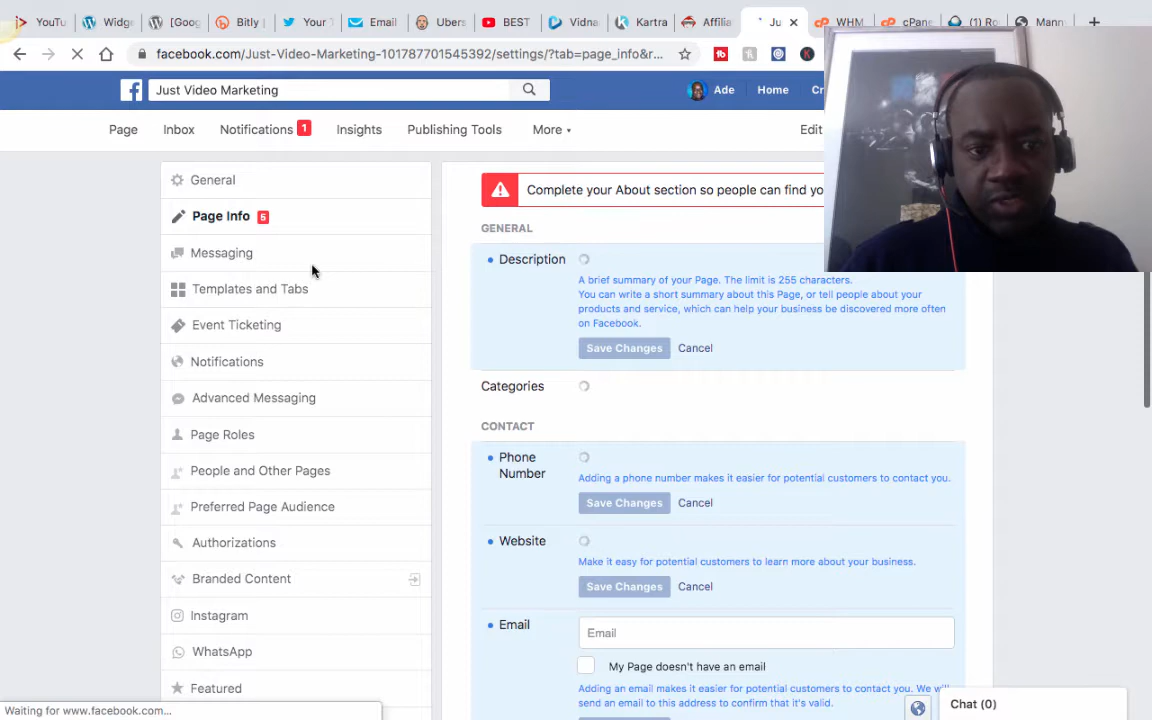 YouTu
Widge
[Goog
Bitly |
Your T
Email
Ubers
BEST
Vidna
Kartra
Affilia
Ju
WHM
cPane
(1) Ro
Mann
facebook.com/Just-Video-Marketing-101787701545392/settings/?tab=page_info&r...
Just Video Marketing
Ade
Home
Cr
Page
Inbox
Notifications 1
Insights
Publishing Tools
More
Edit
General
Page Info 5
Messaging
Templates and Tabs
Event Ticketing
Notifications
Advanced Messaging
Page Roles
People and Other Pages
Preferred Page Audience
Authorizations
Branded Content
Instagram
WhatsApp
Featured
Complete your About section so people can find yo
GENERAL
Description
A brief summary of your Page. The limit is 255 characters.
You can write a short summary about this Page, or tell people about your
products and service, which can help your business be discovered more often
on Facebook.
Save Changes Cancel
Categories
CONTACT
Phone
Number
Adding a phone number makes it easier for potential customers to contact you.
Save Changes Cancel
Website
Make it easy for potential customers to learn more about your business.
Save Changes Cancel
Email
Email
My Page doesn't have an email
Adding an email makes it easier for potential customers to contact you. We will
send an email to this address to confirm that it's valid.
Chat (0)
Waiting for www.facebook.com...